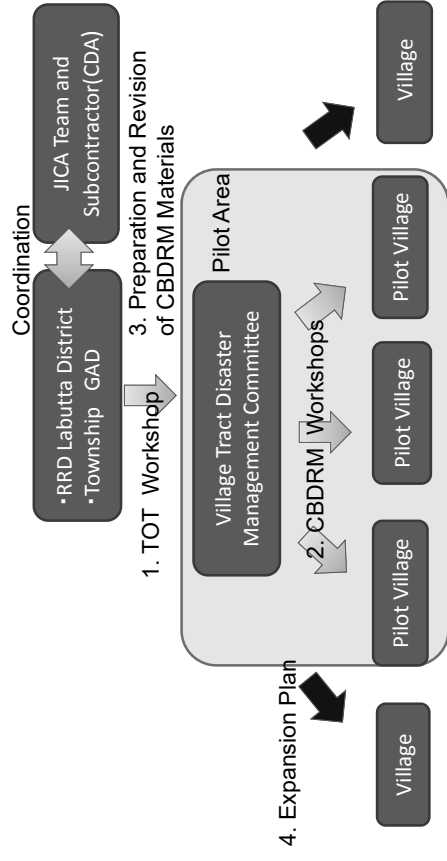 Coordination
・RRD Labutta District
・Township GAD
JICA Team and
Subcontractor(CDA)
1. TOT Workshop
3. Preparation and Revision
of CBDRM Materials
Pilot Area
Village Tract Disaster
Management Committee
2. CBDRM Workshops
4. Expansion Plan
Village
Pilot Village
Pilot Village
Pilot Village
Village